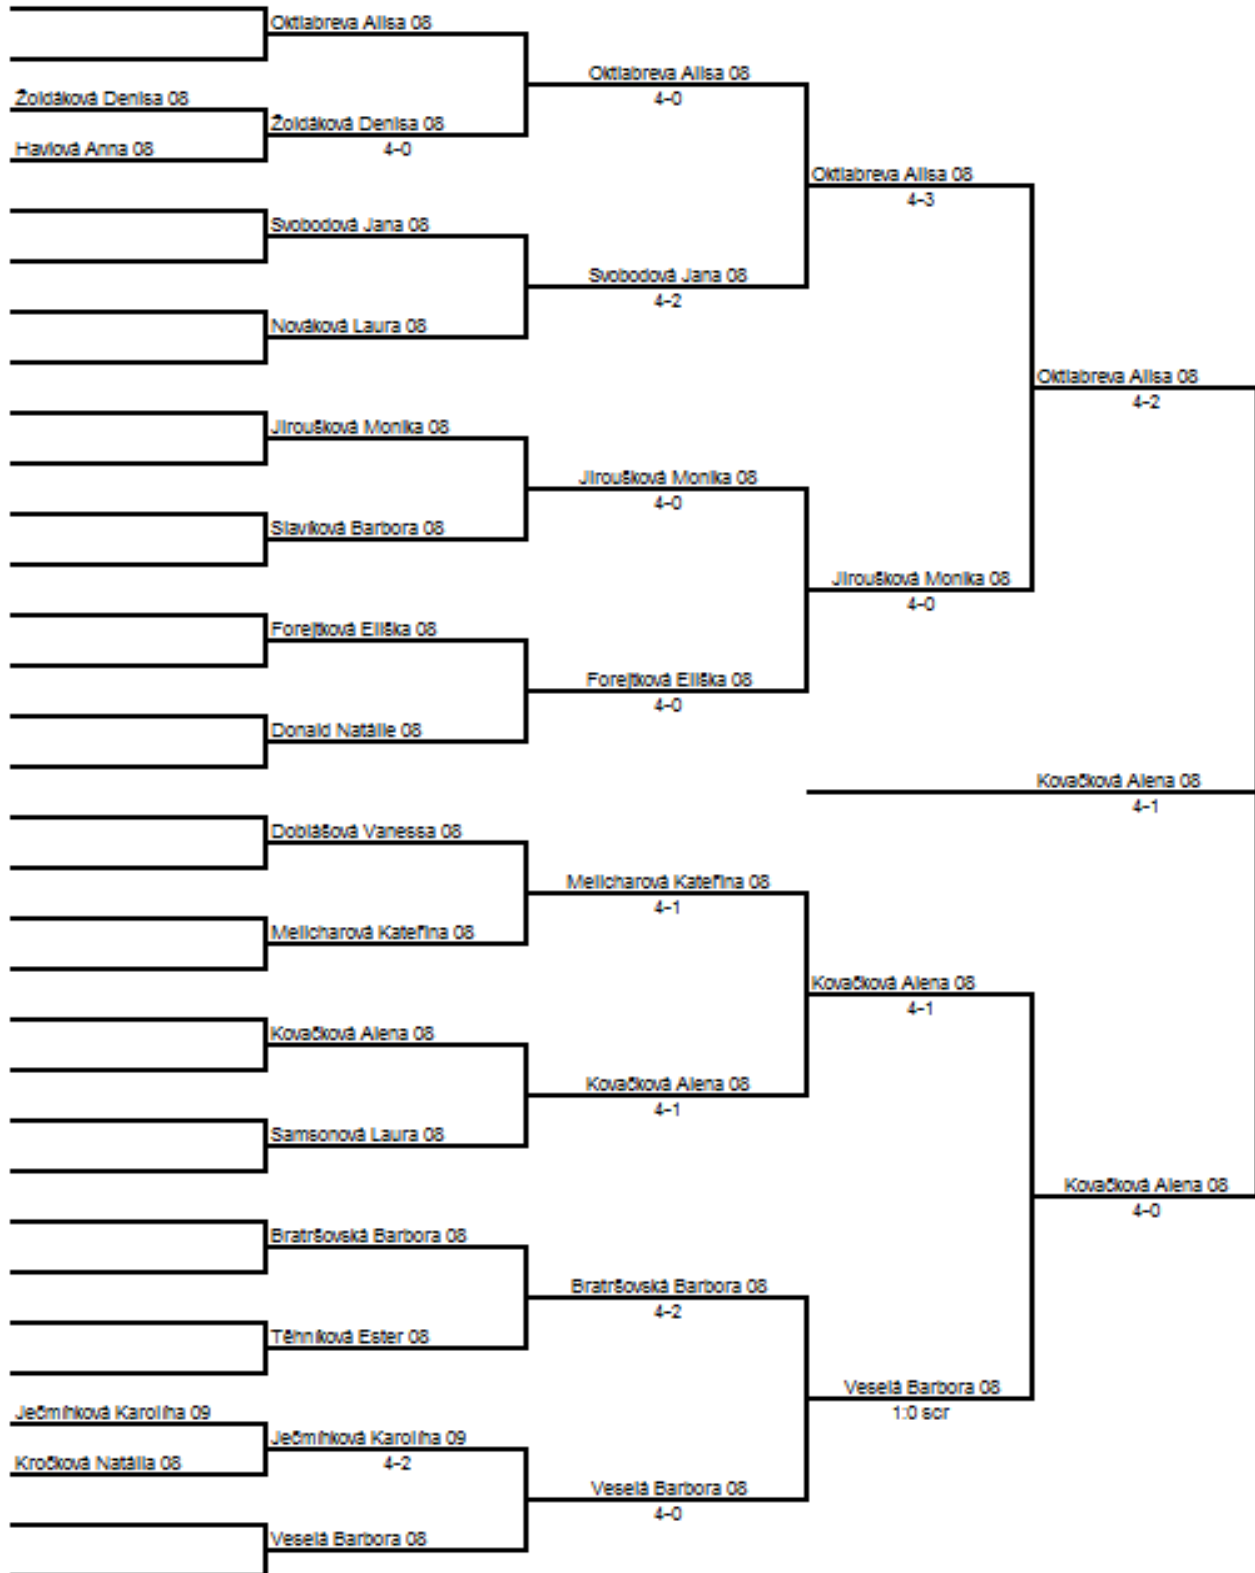 Oktiabreva Alisa 08
Oktiabreva Alisa 08
4-0
Žoldáková Denisa 08
Žoldáková Denisa 08
4-0
Havlová Anna 08
Oktiabreva Alisa 08
4-3
Svobodová Jana 08
Svobodová Jana 08
4-2
Nováková Laura 08
Oktiabreva Alisa 08
4-2
Jiroušková Monika 08
Jiroušková Monika 08
4-0
Slavíková Barbora 08
Jiroušková Monika 08
4-0
Forejtková Eliška 08
Forejtková Eliška 08
4-0
Donald Natálie 08
Kovačková Alena 08
4-1
Doblášová Vanessa 08
Melicharová Kateřina 08
4-1
Melicharová Kateřina 08
Kovačková Alena 08
4-1
Kovačková Alena 08
Kovačková Alena 08
4-1
Samsonová Laura 08
Kovačková Alena 08
4-0
Bratršovská Barbora 08
Bratršovská Barbora 08
4-2
Těhníková Ester 08
Veselá Barbora 08
1:0 scr
Ječmínková Karolína 09
Ječmínková Karolína 09
4-2
Kročková Natália 08
Veselá Barbora 08
4-0
Veselá Barbora 08